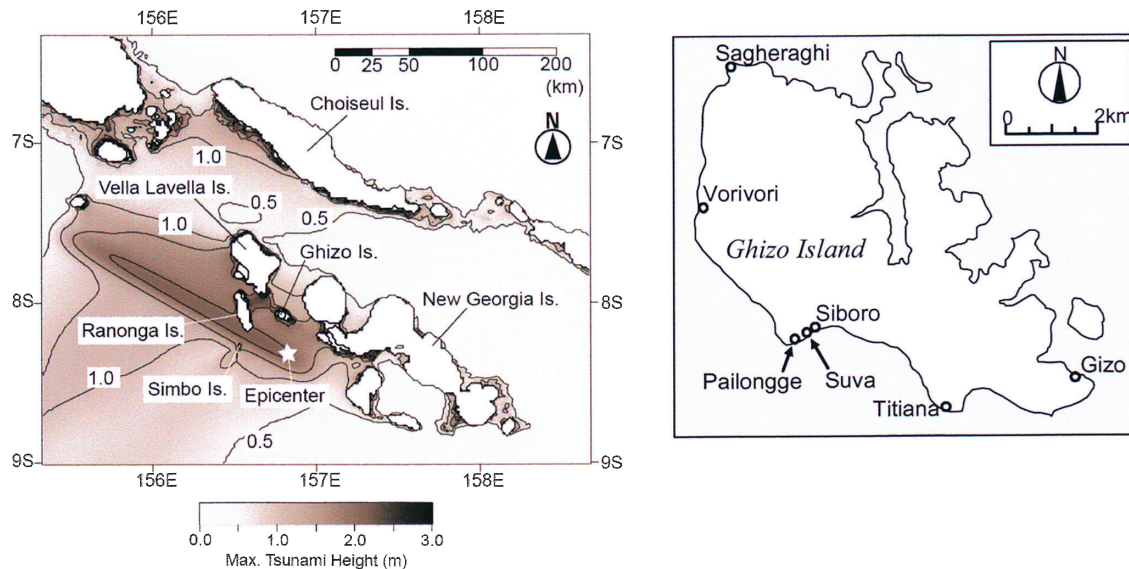 156E 157E 158E
0 25 50 100 200
(km)
Choiseul Is.
N
7S 7S
1.0
Vella Lavella Is.
0.5
1.0 0.5
Ghizo Is.
8S 8S
New Georgia Is.
Ranonga Is.
1.0
Simbo Is.
Epicenter
0.5
9S 9S
156E 157E 158E
0.0 1.0 2.0 3.0
Max. Tsunami Height (m)
Sagheraghi
N
0 2km
Vorivori
Ghizo Island
Siboro
Pailongge Suva
Gizo
Titiana